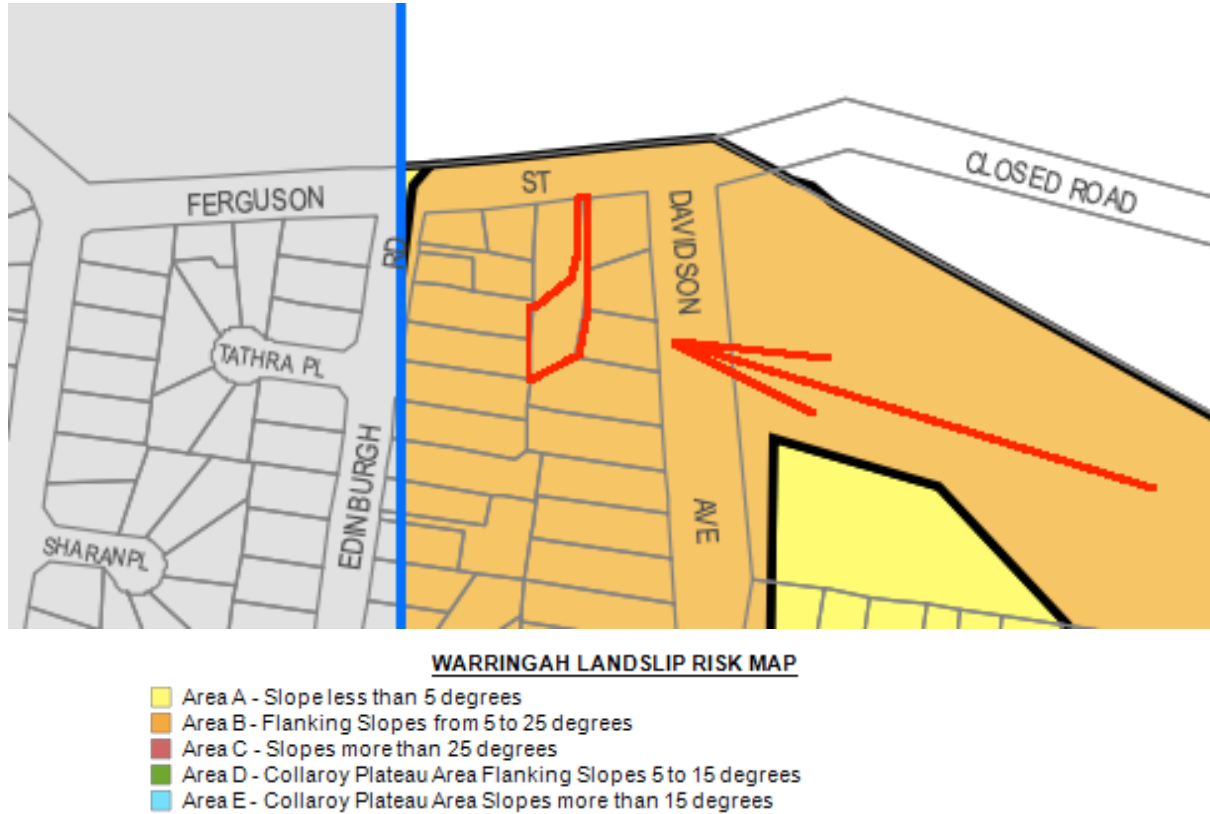 CLOSED ROAD
FERGUSON
ST
RD
DAVIDSON
TATHRA PL
EDINBURGH
AVE
SHARAN PL
WARRINGAH LANDSLIP RISK MAP
Area A - Slope less than 5 degrees
Area B - Flanking Slopes from 5 to 25 degrees
Area C - Slopes more than 25 degrees
Area D - Collaroy Plateau Area Flanking Slopes 5 to 15 degrees
Area E - Collaroy Plateau Area Slopes more than 15 degrees